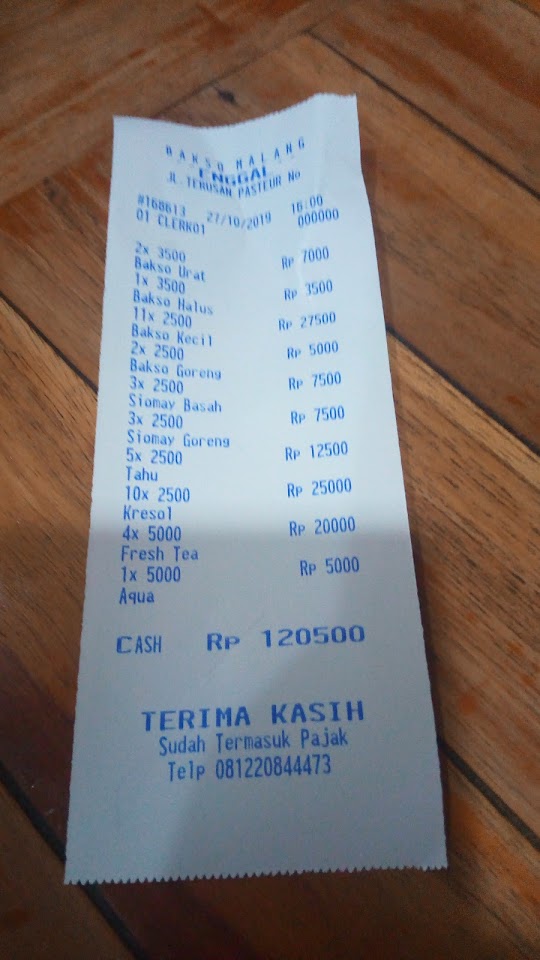 BAKSO MALANG
ENGGAL
JL.TERUSAN PASTEUR No
#168613 27/10/2019 16:00
01 CLERK01 000000
2x 3500 Rp 7000
Bakso Urat
1x 3500 Rp 3500
Bakso Halus
11x 2500 Rp 27500
Bakso Kecil
2x 2500 Rp 5000
Bakso Goreng
3x 2500 Rp 7500
Siomay Basah
3x 2500 Rp 7500
Siomay Goreng
5x 2500 Rp 12500
Tahu
10x 2500 Rp 25000
Kresol
4x 5000 Rp 20000
Fresh Tea
1x 5000 Rp 5000
Aqua
CASH Rp 120500
TERIMA KASIH
Sudah Termasuk Pajak
Telp 081220844473